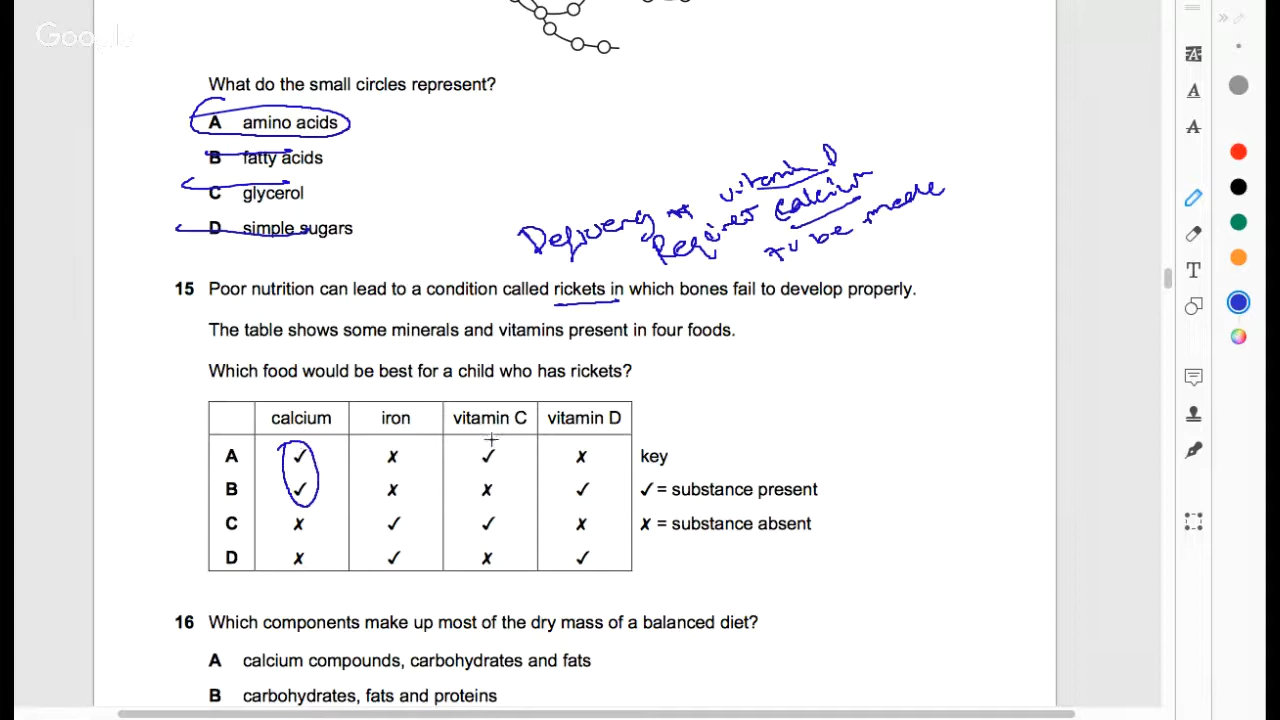 What do the small circles represent?
A amino acids
B fatty acids
C glycerol
D simple sugars
vitamin D
Requires calcium
to be made
15 Poor nutrition can lead to a condition called rickets in which bones fail to develop properly.
The table shows some minerals and vitamins present in four foods.
Which food would be best for a child who has rickets?
calcium iron vitamin C vitamin D
A ✓ ✗ ✓ ✗ key
B ✓ ✗ ✗ ✓ ✓ = substance present
C ✗ ✓ ✓ ✗ ✗ = substance absent
D ✗ ✓ ✗ ✓
16 Which components make up most of the dry mass of a balanced diet?
A calcium compounds, carbohydrates and fats
B carbohydrates, fats and proteins